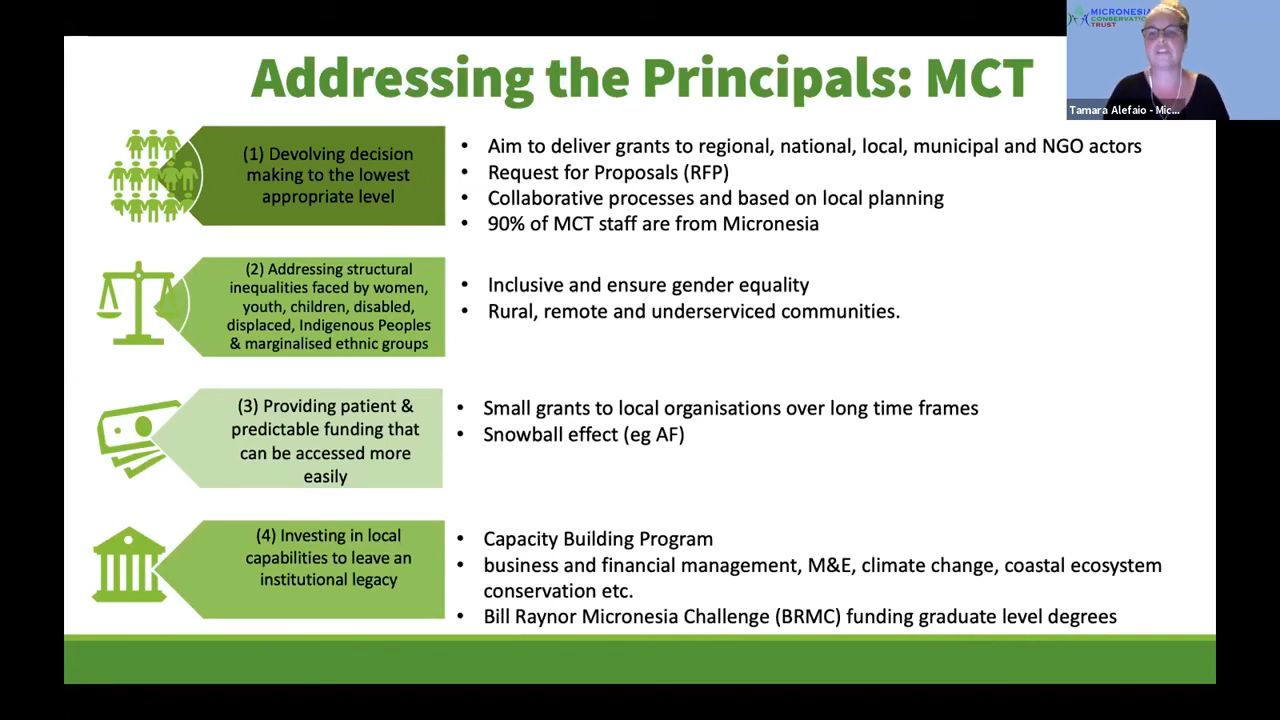 Addressing the Principals: MCT
MICRONESIA
CONSERVATION
TRUST
Tamara Alefaio - Mic...
(1) Devolving decision
making to the lowest
appropriate level
• Aim to deliver grants to regional, national, local, municipal and NGO actors
• Request for Proposals (RFP)
• Collaborative processes and based on local planning
• 90% of MCT staff are from Micronesia
(2) Addressing structural
inequalities faced by women,
youth, children, disabled,
displaced, Indigenous Peoples
& marginalised ethnic groups
• Inclusive and ensure gender equality
• Rural, remote and underserviced communities.
(3) Providing patient &
predictable funding that
can be accessed more
easily
• Small grants to local organisations over long time frames
• Snowball effect (eg AF)
(4) Investing in local
capabilities to leave an
institutional legacy
• Capacity Building Program
• business and financial management, M&E, climate change, coastal ecosystem
conservation etc.
• Bill Raynor Micronesia Challenge (BRMC) funding graduate level degrees